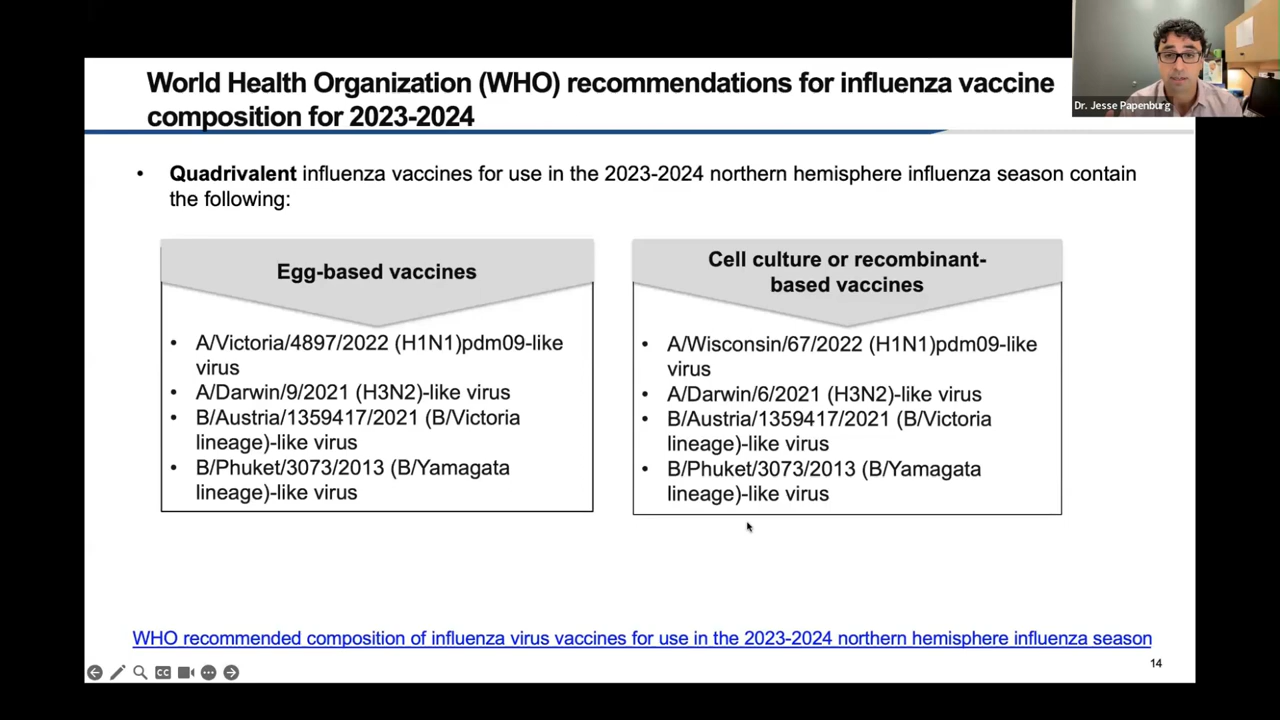 World Health Organization (WHO) recommendations for influenza vaccine
composition for 2023-2024
Dr. Jesse Papenburg
• Quadrivalent influenza vaccines for use in the 2023-2024 northern hemisphere influenza season contain
the following:
Egg-based vaccines
• A/Victoria/4897/2022 (H1N1)pdm09-like
virus
• A/Darwin/9/2021 (H3N2)-like virus
• B/Austria/1359417/2021 (B/Victoria
lineage)-like virus
• B/Phuket/3073/2013 (B/Yamagata
lineage)-like virus
Cell culture or recombinant-
based vaccines
• A/Wisconsin/67/2022 (H1N1)pdm09-like
virus
• A/Darwin/6/2021 (H3N2)-like virus
• B/Austria/1359417/2021 (B/Victoria
lineage)-like virus
• B/Phuket/3073/2013 (B/Yamagata
lineage)-like virus
WHO recommended composition of influenza virus vaccines for use in the 2023-2024 northern hemisphere influenza season
14
CC